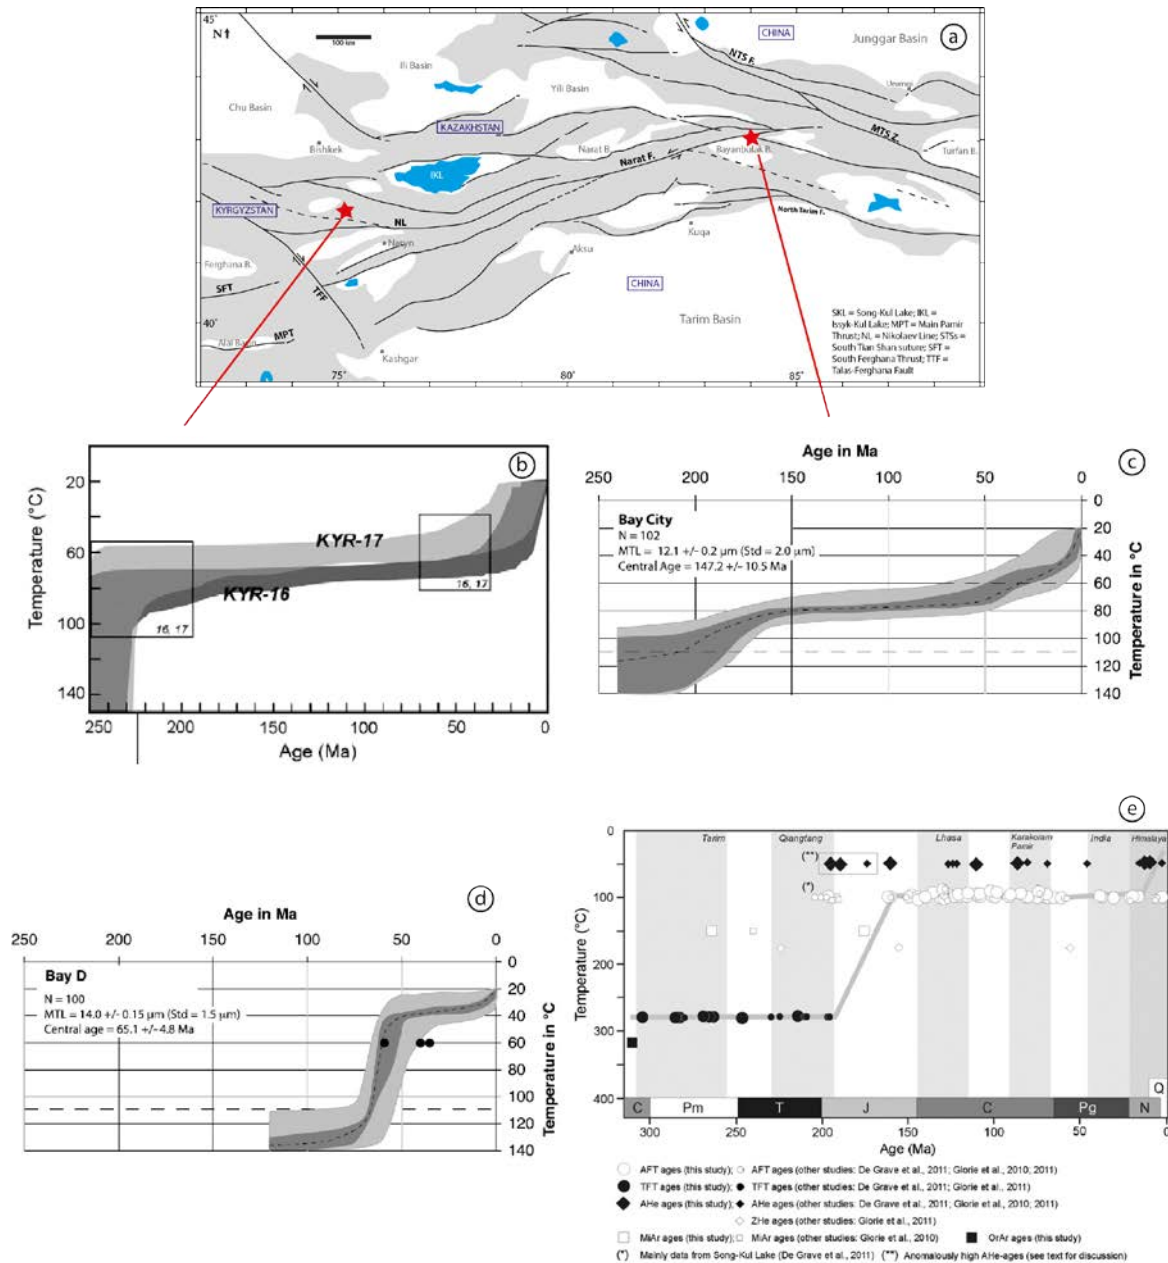 45°
N
100 km
CHINA
Junggar Basin
a
NTS F.
Urumqi
Ili Basin
Yili Basin
Chu Basin
KAZAKHSTAN
MTS Z.
Bishkek
Narat B.
Narat F.
Bayanbulak B.
Turfan B.
IKL
KYRGYZSTAN
NL
North Tarim F.
Naryn
Kuqa
Ferghana B.
Aksu
CHINA
SFT
TFF
40°
MPT
Alai Basin
Tarim Basin
Kashgar
75°
80°
85°
SKL = Song-Kul Lake; IKL =
Issyk-Kul Lake; MPT = Main Pamir
Thrust; NL = Nikolaev Line; STSs =
South Tian Shan suture; SFT =
South Ferghana Thrust; TTF =
Talas-Ferghana Fault
b
Temperature (°C)
20
60
100
140
KYR-17
KYR-16
16, 17
16, 17
250 200 150 100 50 0
Age (Ma)
c
Age in Ma
250 200 150 100 50 0
Bay City
N = 102
MTL = 12.1 +/- 0.2 µm (Std = 2.0 µm)
Central Age = 147.2 +/- 10.5 Ma
0
20
40
60
80
100
120
140
Temperature in °C
d
Age in Ma
250 200 150 100 50 0
Bay D
N = 100
MTL = 14.0 +/- 0.15 µm (Std = 1.5 µm)
Central age = 65.1 +/- 4.8 Ma
0
20
40
60
80
100
120
140
Temperature in °C
e
Temperature (°C)
0
100
200
300
400
Tarim Qiangtang Lhasa Karakoram Pamir India Himalaya
(**)
(*)
Q
C Pm T J C Pg N
300 250 200 150 100 50 0
Age (Ma)
AFT ages (this study); AFT ages (other studies: De Grave et al., 2011; Glorie et al., 2010, 2011)
TFT ages (this study); TFT ages (other studies: De Grave et al., 2011; Glorie et al., 2011)
AHe ages (this study); AHe ages (other studies: De Grave et al., 2011; Glorie et al., 2010, 2011)
ZHe ages (other studies: Glorie et al., 2011)
MiAr ages (this study); MiAr ages (other studies: Glorie et al., 2010) OrAr ages (this study)
(*) Mainly data from Song-Kul Lake (De Grave et al., 2011) (**) Anomalously high AHe-ages (see text for discussion)